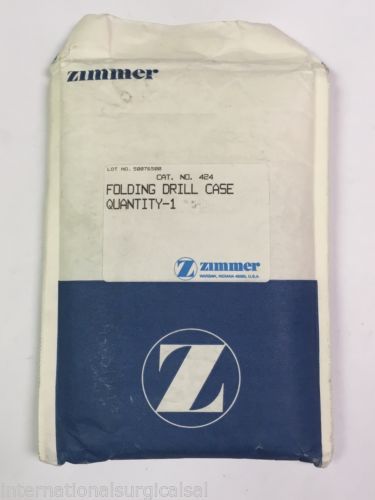 zimmer
LOT NO. 50076500
CAT. NO. 424
FOLDING DRILL CASE
QUANTITY-1
Z zimmer
WARSAW, INDIANA 46580, U.S.A.
Z
internationalsurgicalsal